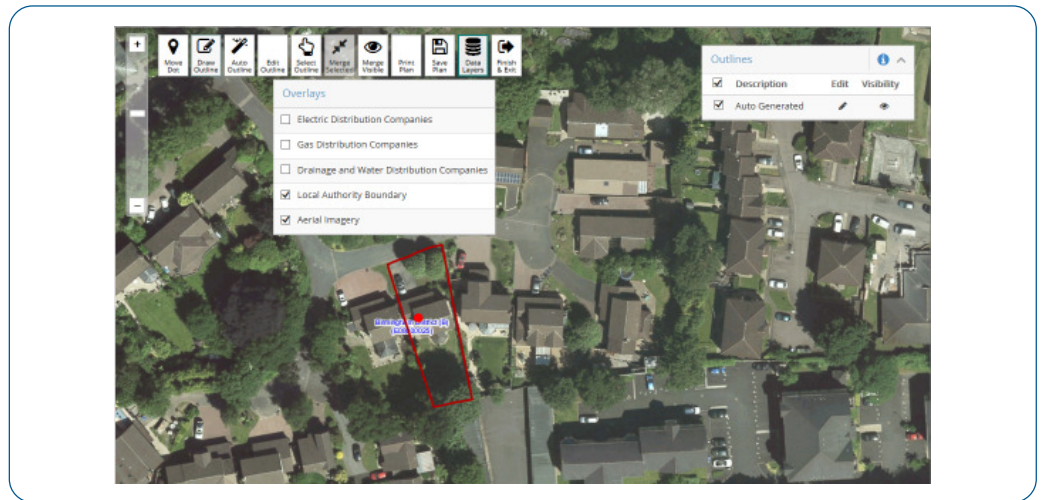 +
Move Dot
Draw Outline
Auto Outline
Edit Outline
Select Outline
Merge Selected
Merge Visible
Print Plan
Save Plan
Data Layers
Finish & Exit
Overlays
Electric Distribution Companies
Gas Distribution Companies
Drainage and Water Distribution Companies
Local Authority Boundary
Aerial Imagery
Outlines
Description Edit Visibility
Auto Generated
−
(B)